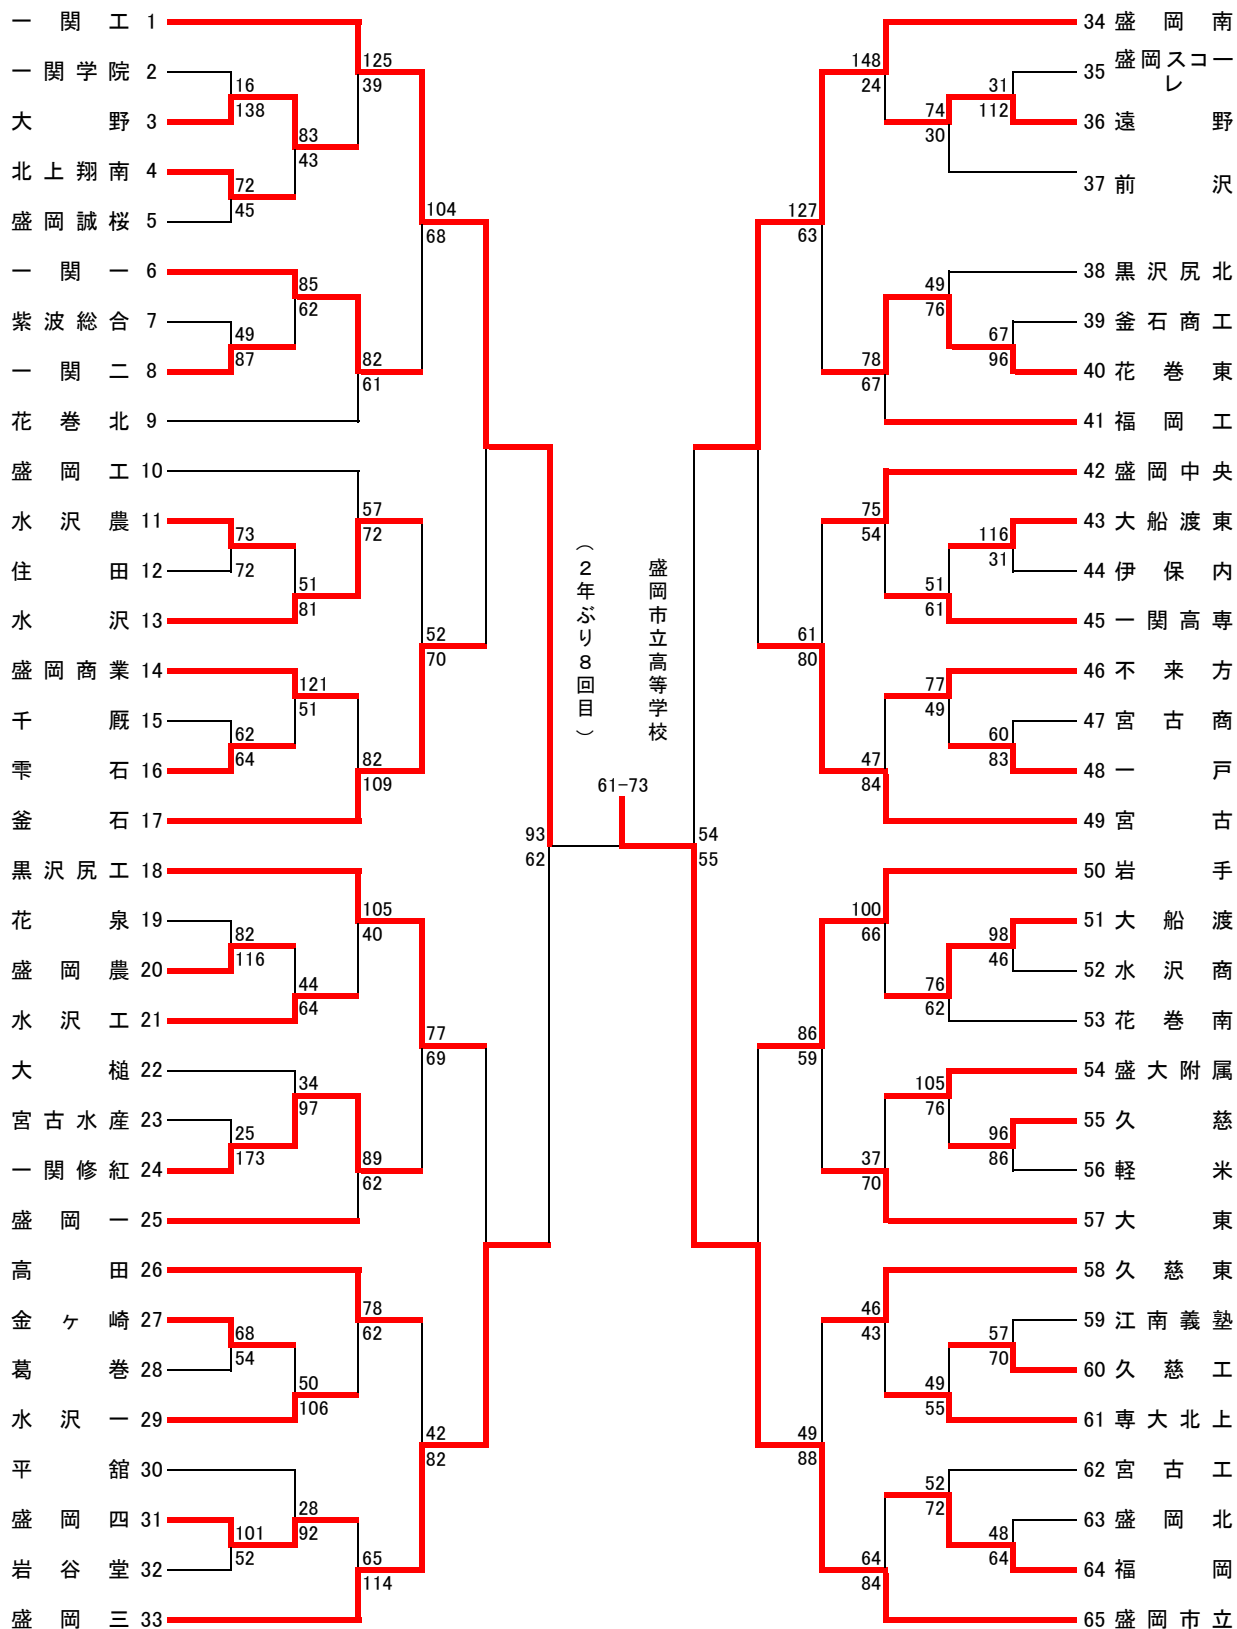 一関工 1
一関学院 2
大野 3
北上翔南 4
盛岡誠桜 5
一関一 6
紫波総合 7
一関二 8
花巻北 9
盛岡工 10
水沢農 11
住田 12
水沢 13
盛岡商業 14
千厩 15
雫石 16
釜石 17
黒沢尻工 18
花泉 19
盛岡農 20
水沢工 21
大槌 22
宮古水産 23
一関修紅 24
盛岡一 25
高田 26
金ヶ崎 27
葛巻 28
水沢一 29
平舘 30
盛岡四 31
岩谷堂 32
盛岡三 33
16
138
72
45
49
87
73
72
62
64
82
116
25
173
68
54
101
52
83
43
85
62
51
81
121
51
44
64
34
97
50
106
28
92
125
39
82
61
57
72
82
109
105
40
89
62
78
62
65
114
104
68
52
70
77
69
42
82
93
62
（２年ぶり８回目）
盛岡市立高等学校
61−73
54
55
127
63
61
80
86
59
49
88
148
24
78
67
75
54
47
84
100
66
37
70
46
43
64
84
74
30
49
76
51
61
77
49
76
62
105
76
49
55
52
72
31
112
67
96
116
31
60
83
98
46
96
86
57
70
48
64
34 盛岡南
35 盛岡スコー
レ
36 遠野
37 前沢
38 黒沢尻北
39 釜石商工
40 花巻東
41 福岡工
42 盛岡中央
43 大船渡東
44 伊保内
45 一関高専
46 不来方
47 宮古商
48 一戸
49 宮古
50 岩手
51 大船渡
52 水沢商
53 花巻南
54 盛大附属
55 久慈
56 軽米
57 大東
58 久慈東
59 江南義塾
60 久慈工
61 専大北上
62 宮古工
63 盛岡北
64 福岡
65 盛岡市立